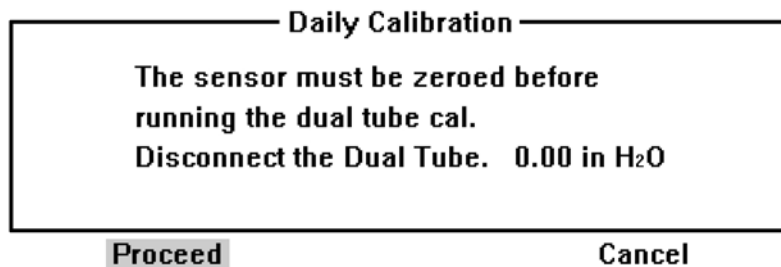 Daily Calibration
The sensor must be zeroed before
running the dual tube cal.
Disconnect the Dual Tube. 0.00 in H₂O
Proceed Cancel